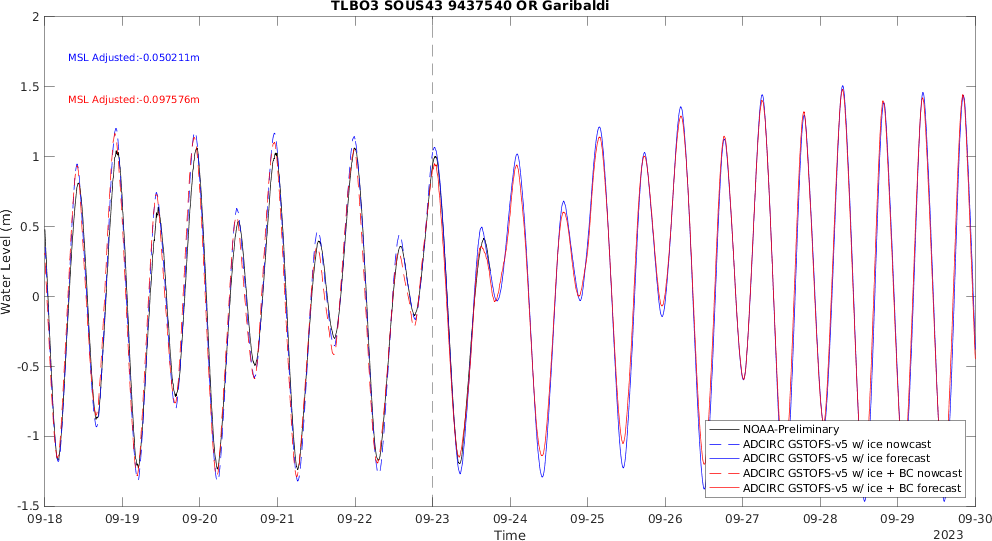 TLBO3 SOUS43 9437540 OR Garibaldi
2
MSL Adjusted:-0.050211m
1.5
MSL Adjusted:-0.097576m
1
0.5
Water Level (m)
0
-0.5
-1
NOAA-Preliminary
ADCIRC GSTOFS-v5 w/ ice nowcast
ADCIRC GSTOFS-v5 w/ ice forecast
ADCIRC GSTOFS-v5 w/ ice + BC nowcast
ADCIRC GSTOFS-v5 w/ ice + BC forecast
-1.5
09-18 09-19 09-20 09-21 09-22 09-23 09-24 09-25 09-26 09-27 09-28 09-29 09-30
Time
2023